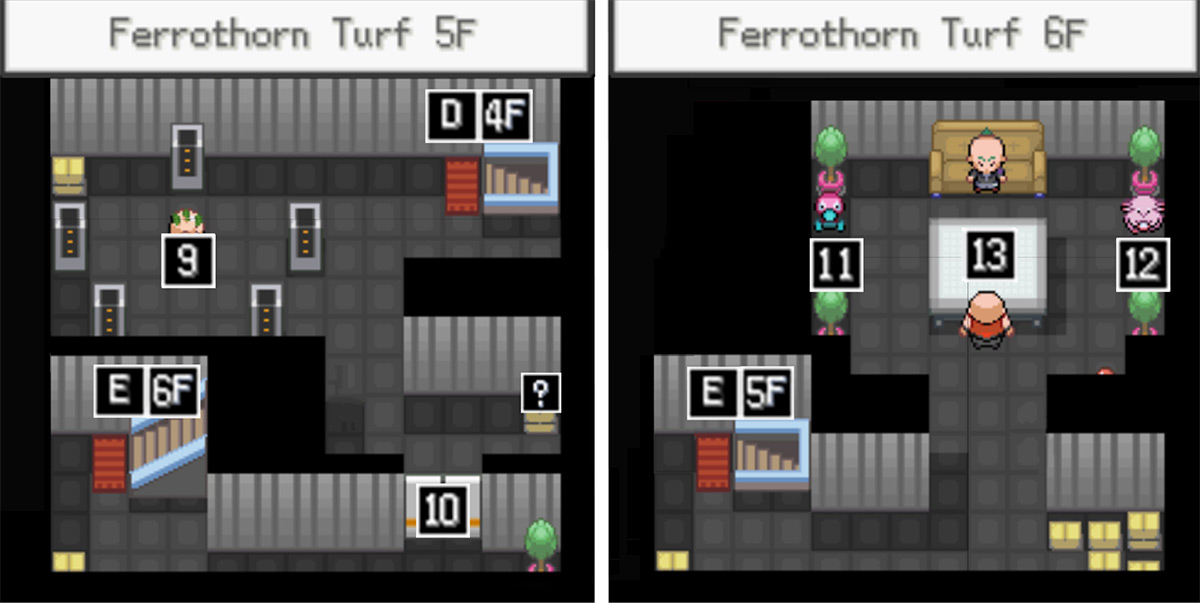 Ferrothorn Turf 5F
D 4F
9
E 6F
?
10
Ferrothorn Turf 6F
11
13
12
E 5F